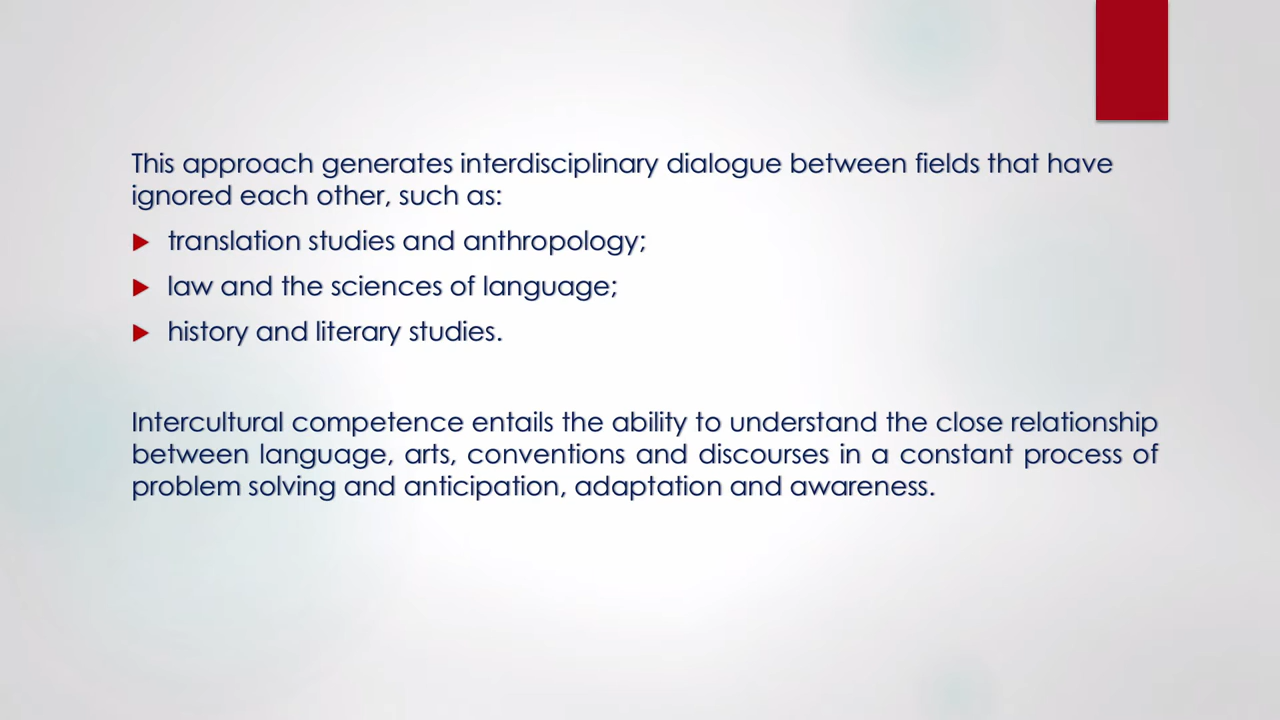 This approach generates interdisciplinary dialogue between fields that have
ignored each other, such as:
translation studies and anthropology;
law and the sciences of language;
history and literary studies.
Intercultural competence entails the ability to understand the close relationship
between language, arts, conventions and discourses in a constant process of
problem solving and anticipation, adaptation and awareness.